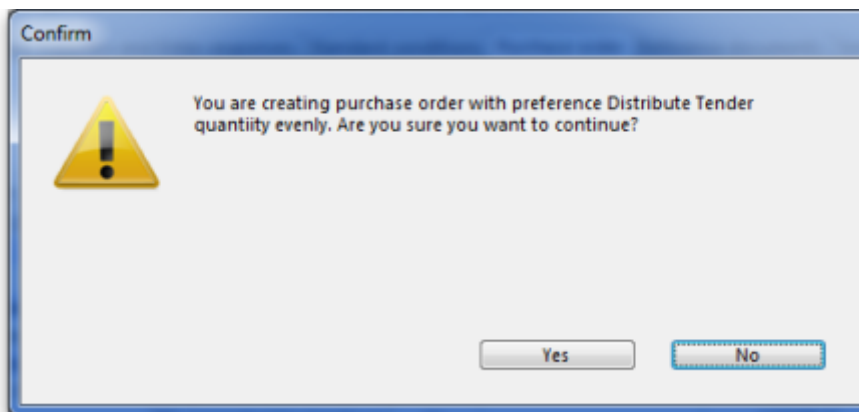 Confirm
You are creating purchase order with preference Distribute Tender
quantiity evenly. Are you sure you want to continue?
Yes
No